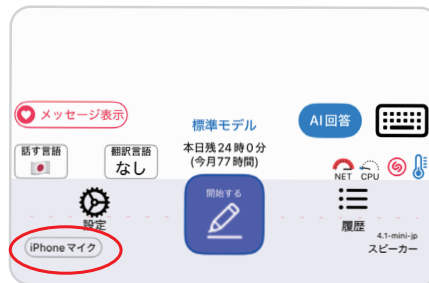 メッセージ表示
標準モデル
AI回答
話す言語
翻訳言語
なし
本日残24時0分
(今月77時間)
NET
CPU
設定
開始する
履歴
iPhoneマイク
4.1-mini-jp
スピーカー